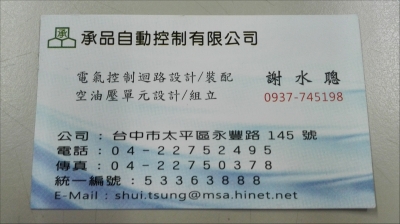 承 承品自動控制有限公司
電氣控制迴路設計/裝配 謝水聰
空油壓單元設計/組立 0937-745198
公司：台中市太平區永豐路 145 號
電話：04-22752495
傳真：04-22750378
統一編號：53363888
E-Mail：shui.tsung@msa.hinet.net